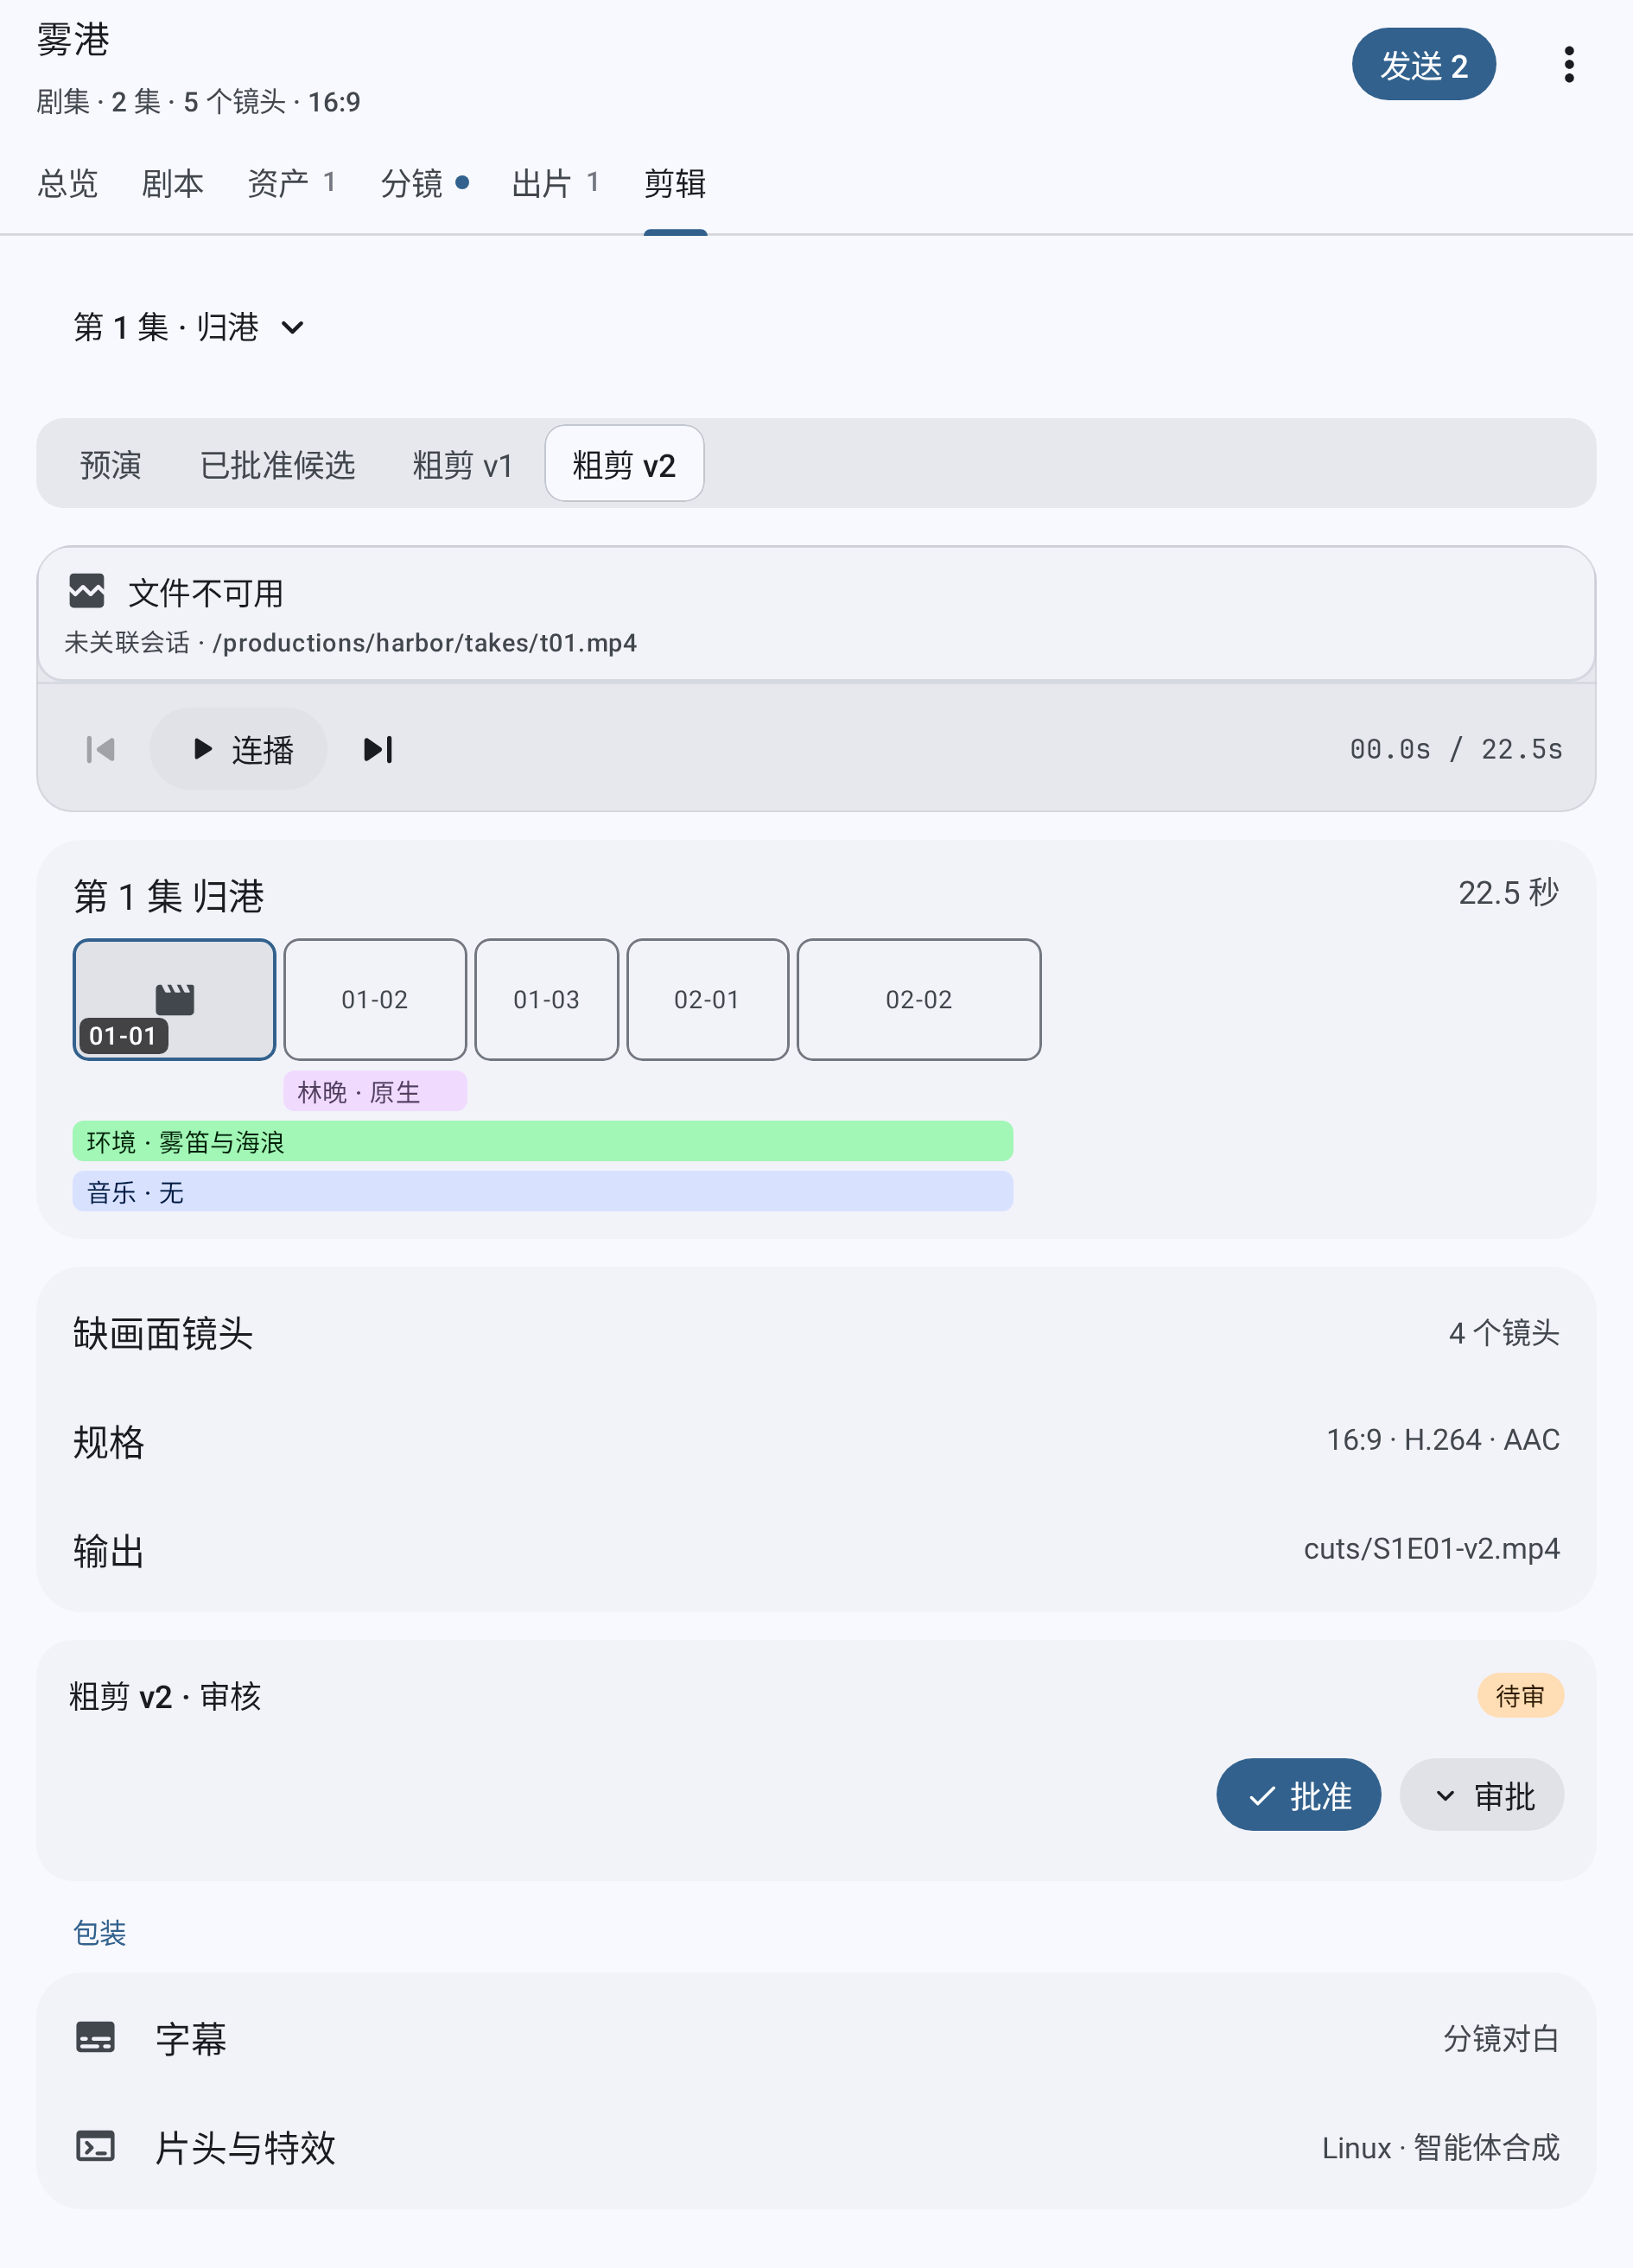 雾港
发送 2
剧集 · 2 集 · 5 个镜头 · 16:9
总览 剧本 资产 1 分镜 出片 1 剪辑
第 1 集 · 归港
预演 已批准候选 粗剪 v1 粗剪 v2
文件不可用
未关联会话 · /productions/harbor/takes/t01.mp4
连播 00.0s / 22.5s
第 1 集 归港 22.5 秒
01-01 01-02 01-03 02-01 02-02
林晚 · 原生
环境 · 雾笛与海浪
音乐 · 无
缺画面镜头 4 个镜头
规格 16:9 · H.264 · AAC
输出 cuts/S1E01-v2.mp4
粗剪 v2 · 审核 待审
批准 审批
包装
字幕 分镜对白
片头与特效 Linux · 智能体合成